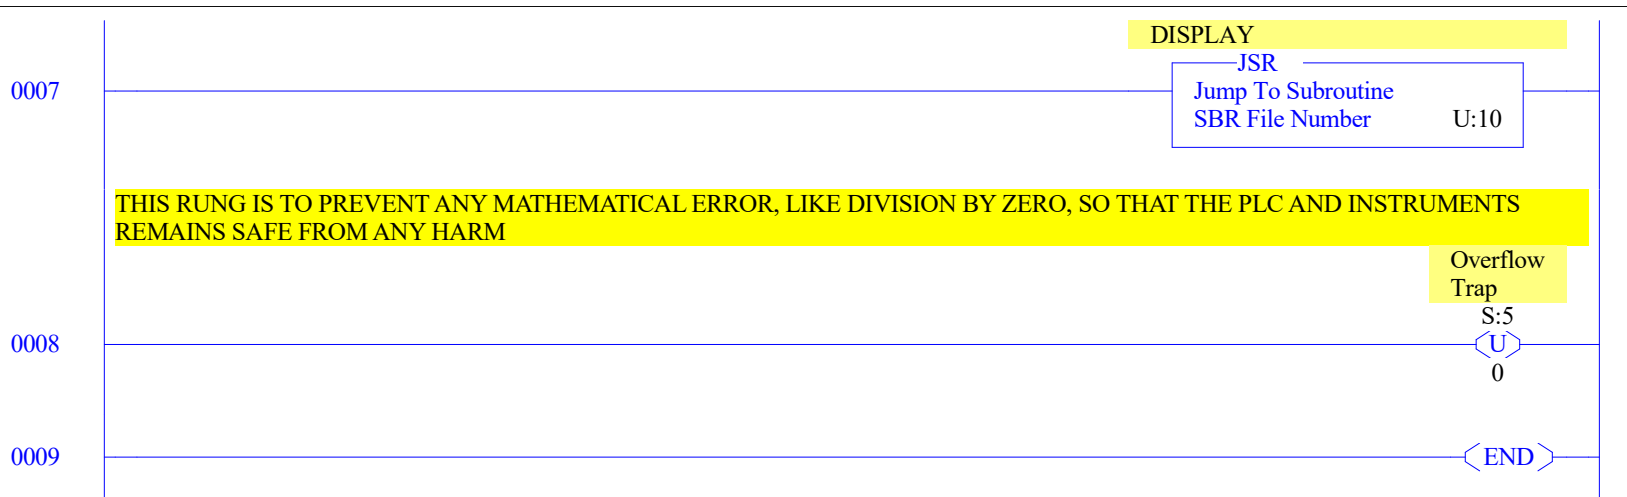 DISPLAY
JSR
0007
Jump To Subroutine
SBR File Number U:10
THIS RUNG IS TO PREVENT ANY MATHEMATICAL ERROR, LIKE DIVISION BY ZERO, SO THAT THE PLC AND INSTRUMENTS
REMAINS SAFE FROM ANY HARM
Overflow
Trap
S:5
0008
U
0
0009
END